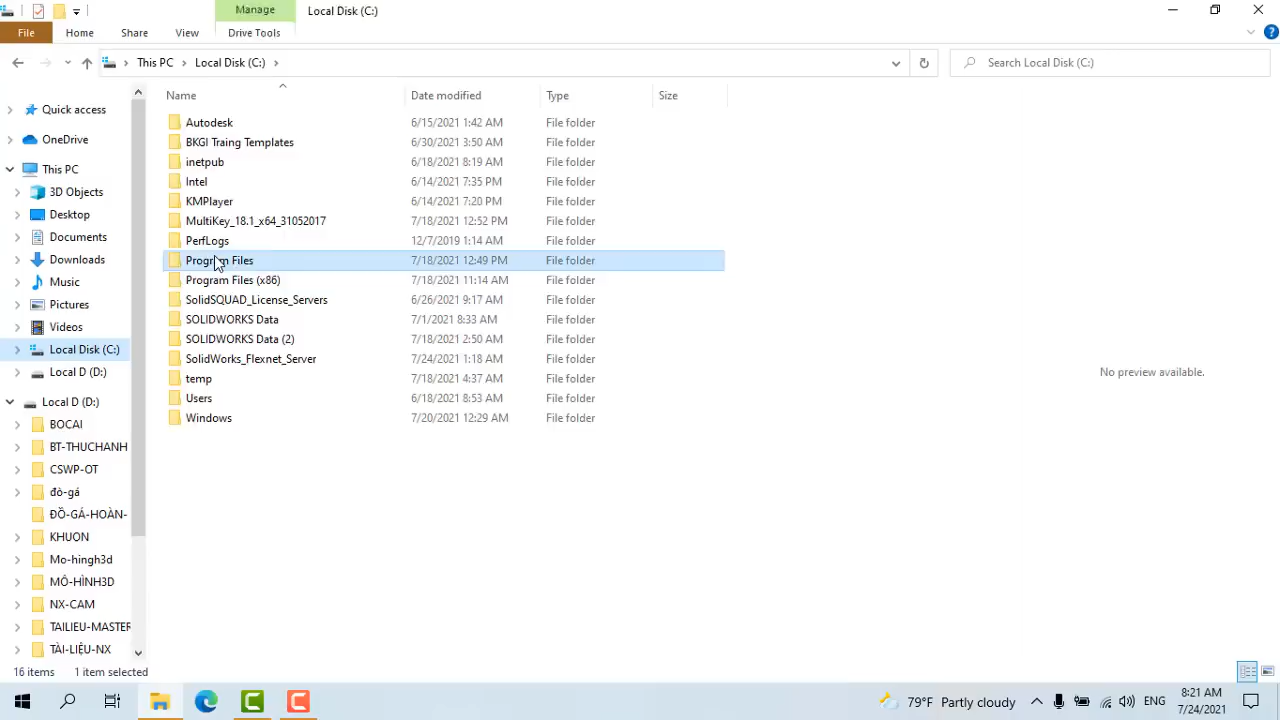 Manage
Local Disk (C:)
File
Home
Share
View
Drive Tools
This PC
Local Disk (C:)
Search Local Disk (C:)
Name
Date modified
Type
Size
Autodesk 6/15/2021 1:42 AM File folder
BKGI Traing Templates 6/30/2021 3:50 AM File folder
inetpub 6/18/2021 8:19 AM File folder
Intel 6/14/2021 7:35 PM File folder
KMPlayer 6/14/2021 7:20 PM File folder
MultiKey_18.1_x64_31052017 7/18/2021 12:52 PM File folder
PerfLogs 12/7/2019 1:14 AM File folder
Program Files 7/18/2021 12:49 PM File folder
Program Files (x86) 7/18/2021 11:14 AM File folder
SolidSQUAD_License_Servers 6/26/2021 9:17 AM File folder
SOLIDWORKS Data 7/1/2021 8:33 AM File folder
SOLIDWORKS Data (2) 7/18/2021 2:50 AM File folder
SolidWorks_Flexnet_Server 7/24/2021 1:18 AM File folder
temp 7/18/2021 4:37 AM File folder
Users 6/18/2021 8:53 AM File folder
Windows 7/20/2021 12:29 AM File folder
Quick access
OneDrive
This PC
3D Objects
Desktop
Documents
Downloads
Music
Pictures
Videos
Local Disk (C:)
Local D (D:)
Local D (D:)
BOCAI
BT-THUCHANH
CSWP-OT
đò-gá
ĐỒ-GÁ-HOÀN-
KHUON
Mo-hingh3d
MÔ-HÌNH3D
NX-CAM
TAILIEU-MASTER
TÀI-LIỆU-NX
No preview available.
16 items
1 item selected
79°F Partly cloudy
ENG
8:21 AM
7/24/2021